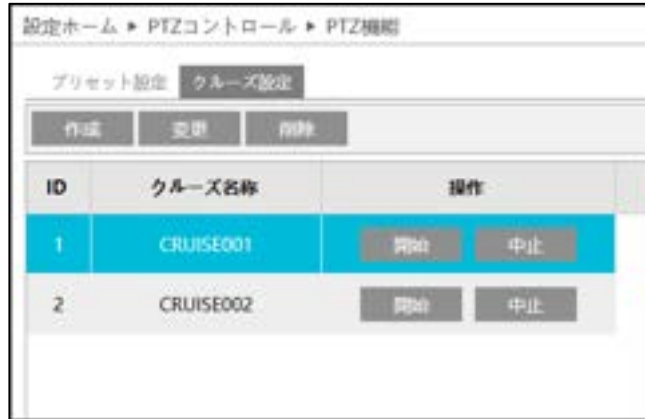 設定ホーム ▶ PTZコントロール ▶ PTZ機能
プリセット設定 クルーズ設定
作成 変更 削除
ID クルーズ名称 操作
1 CRUISE001 開始 中止
2 CRUISE002 開始 中止